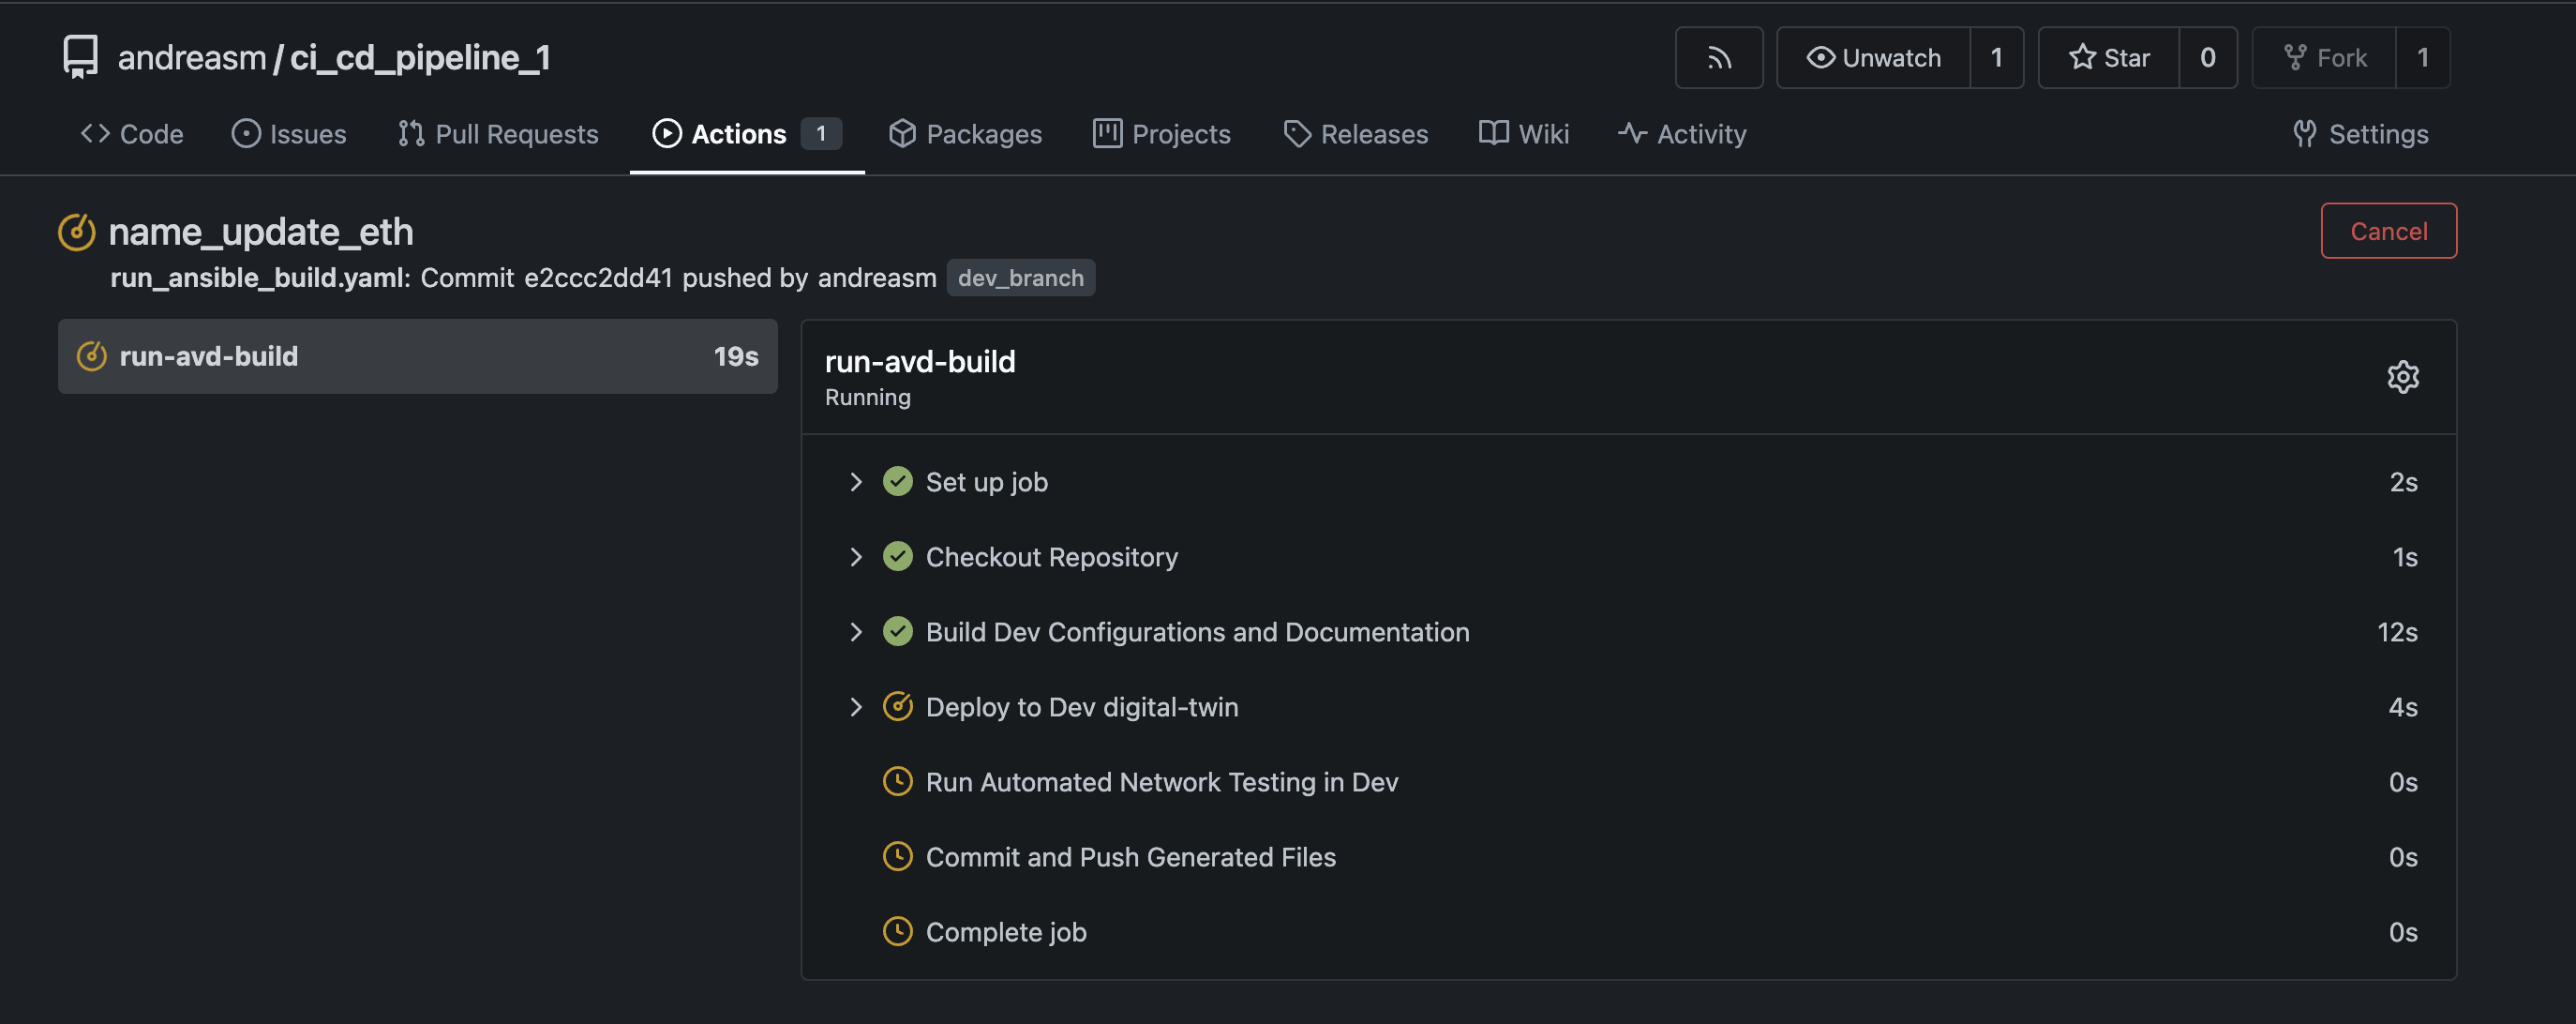 andreasm / ci_cd_pipeline_1
Unwatch 1 Star 0 Fork 1
Code Issues Pull Requests Actions 1 Packages Projects Releases Wiki Activity Settings
name_update_eth
Cancel
run_ansible_build.yaml: Commit e2ccc2dd41 pushed by andreasm dev_branch
run-avd-build 19s
run-avd-build
Running
Set up job 2s
Checkout Repository 1s
Build Dev Configurations and Documentation 12s
Deploy to Dev digital-twin 4s
Run Automated Network Testing in Dev 0s
Commit and Push Generated Files 0s
Complete job 0s